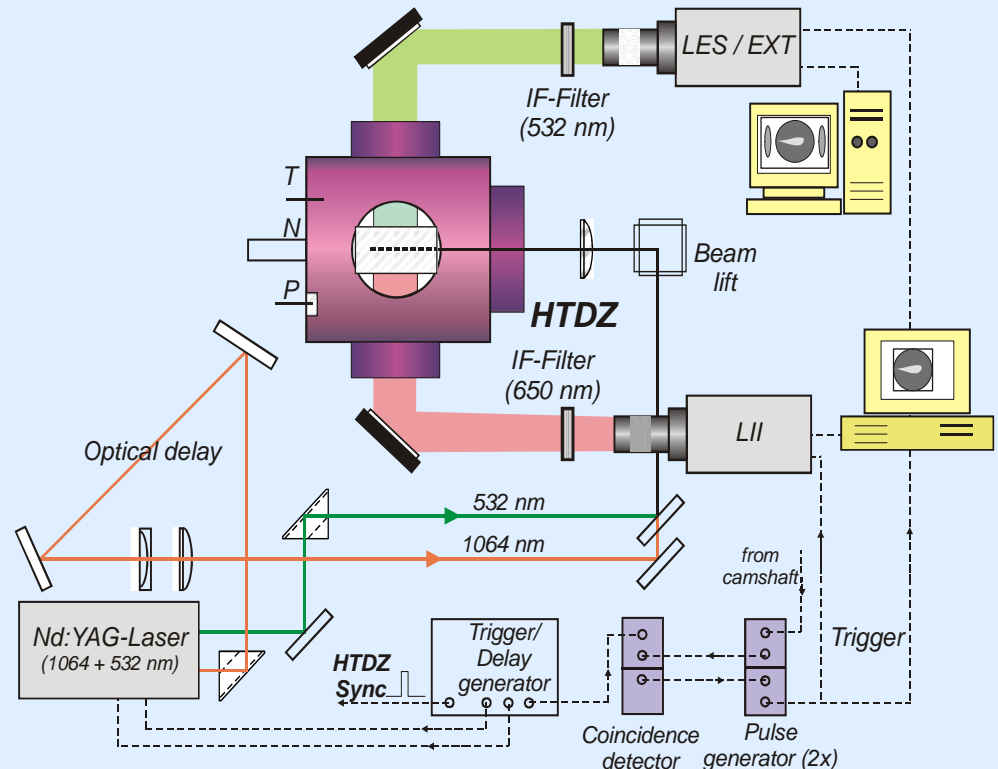 LES / EXT
IF-Filter
(532 nm)
T
N
P
Beam
lift
HTDZ
IF-Filter
(650 nm)
LII
Optical delay
532 nm
1064 nm
from
camshaft
Nd:YAG-Laser
(1064 + 532 nm)
Trigger/
Delay
generator
HTDZ
Sync
Trigger
Coincidence
detector
Pulse
generator (2x)